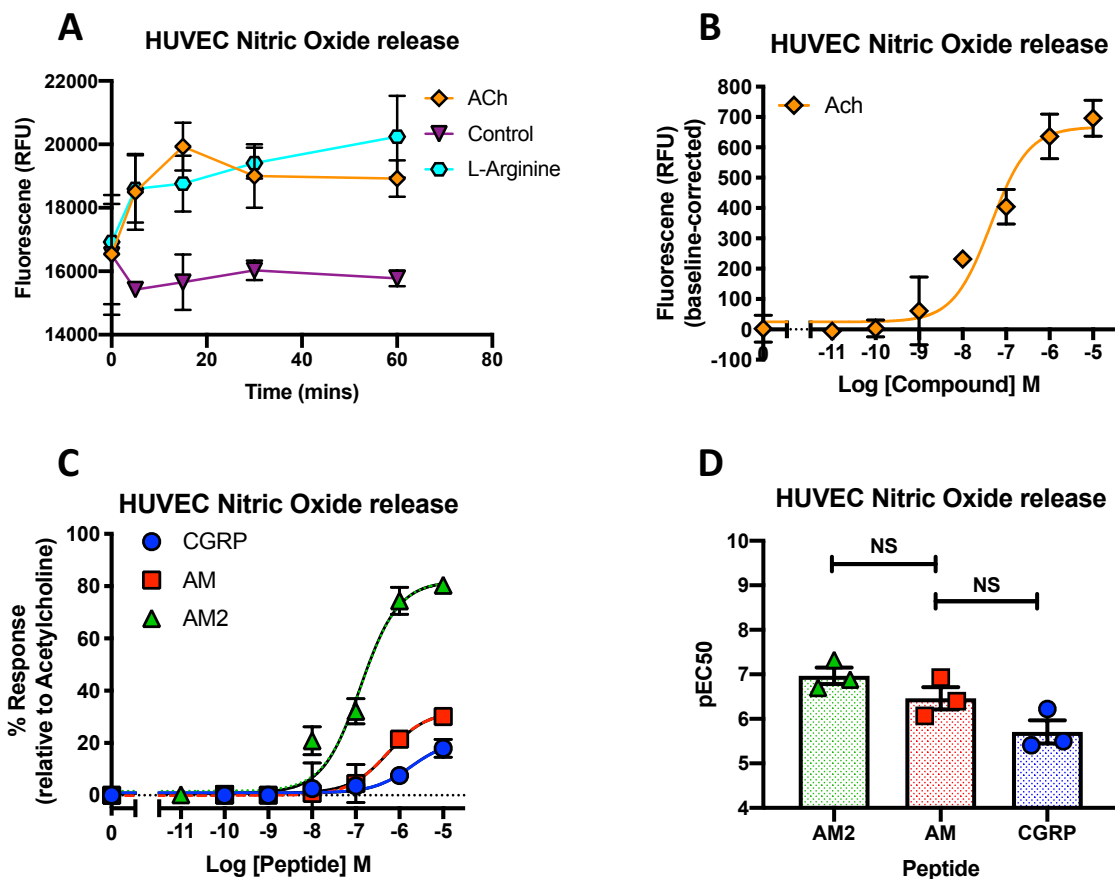 A
HUVEC Nitric Oxide release
Fluorescene (RFU)
22000
20000
18000
16000
14000
0
20
40
60
80
Time (mins)
ACh
Control
L-Arginine
B
HUVEC Nitric Oxide release
Fluorescene (RFU)
(baseline-corrected)
800
700
600
500
400
300
200
100
0
-100
0
-11
-10
-9
-8
-7
-6
-5
Log [Compound] M
Ach
C
HUVEC Nitric Oxide release
% Response
(relative to Acetylcholine)
100
80
60
40
20
0
0
-11
-10
-9
-8
-7
-6
-5
Log [Peptide] M
CGRP
AM
AM2
D
HUVEC Nitric Oxide release
pEC50
10
9
8
7
6
5
4
NS
NS
AM2
AM
CGRP
Peptide